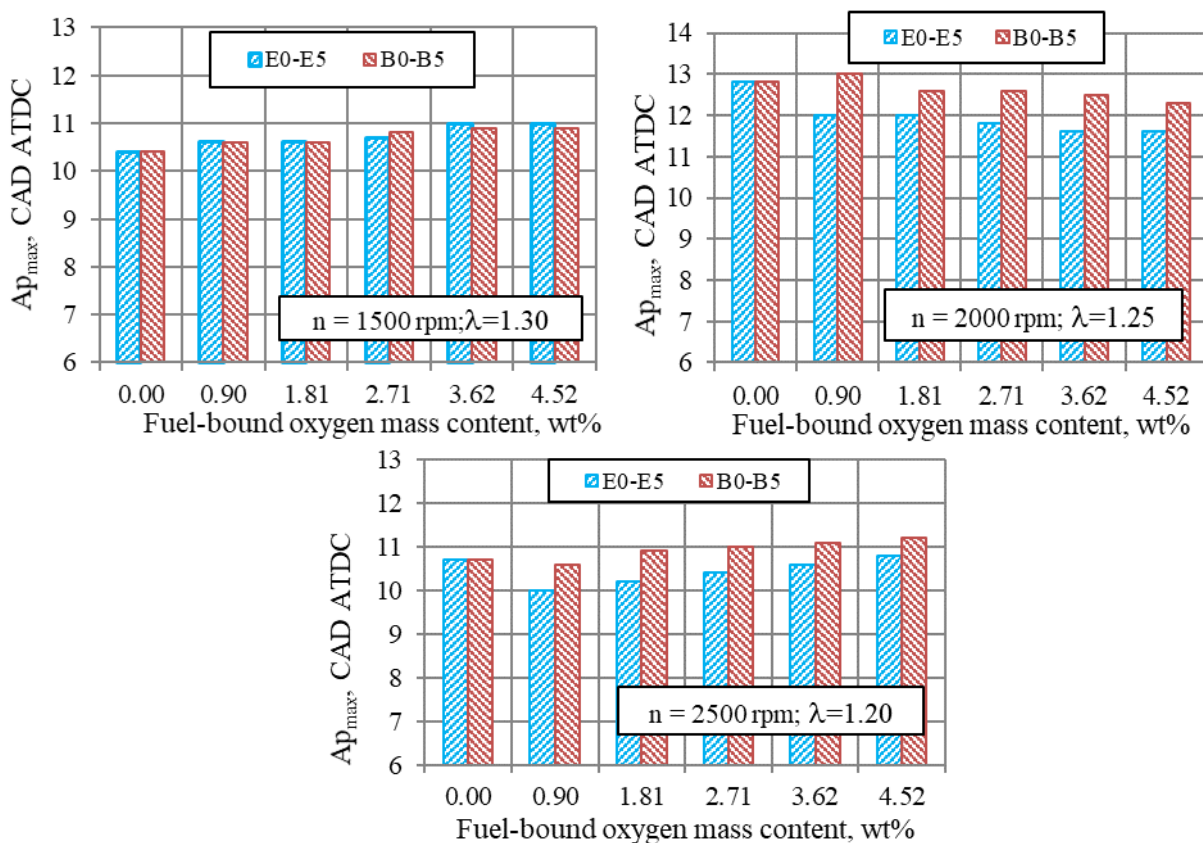 13
12
11
10
9
8
7
6
Ap_max, CAD ATDC
E0-E5 B0-B5
n = 1500 rpm;λ=1.30
0.00 0.90 1.81 2.71 3.62 4.52
Fuel-bound oxygen mass content, wt%
14
13
12
11
10
9
8
7
6
Ap_max, CAD ATDC
E0-E5 B0-B5
n = 2000 rpm; λ=1.25
0.00 0.90 1.81 2.71 3.62 4.52
Fuel-bound oxygen mass content, wt%
13
12
11
10
9
8
7
6
Ap_max, CAD ATDC
E0-E5 B0-B5
n = 2500 rpm; λ=1.20
0.00 0.90 1.81 2.71 3.62 4.52
Fuel-bound oxygen mass content, wt%